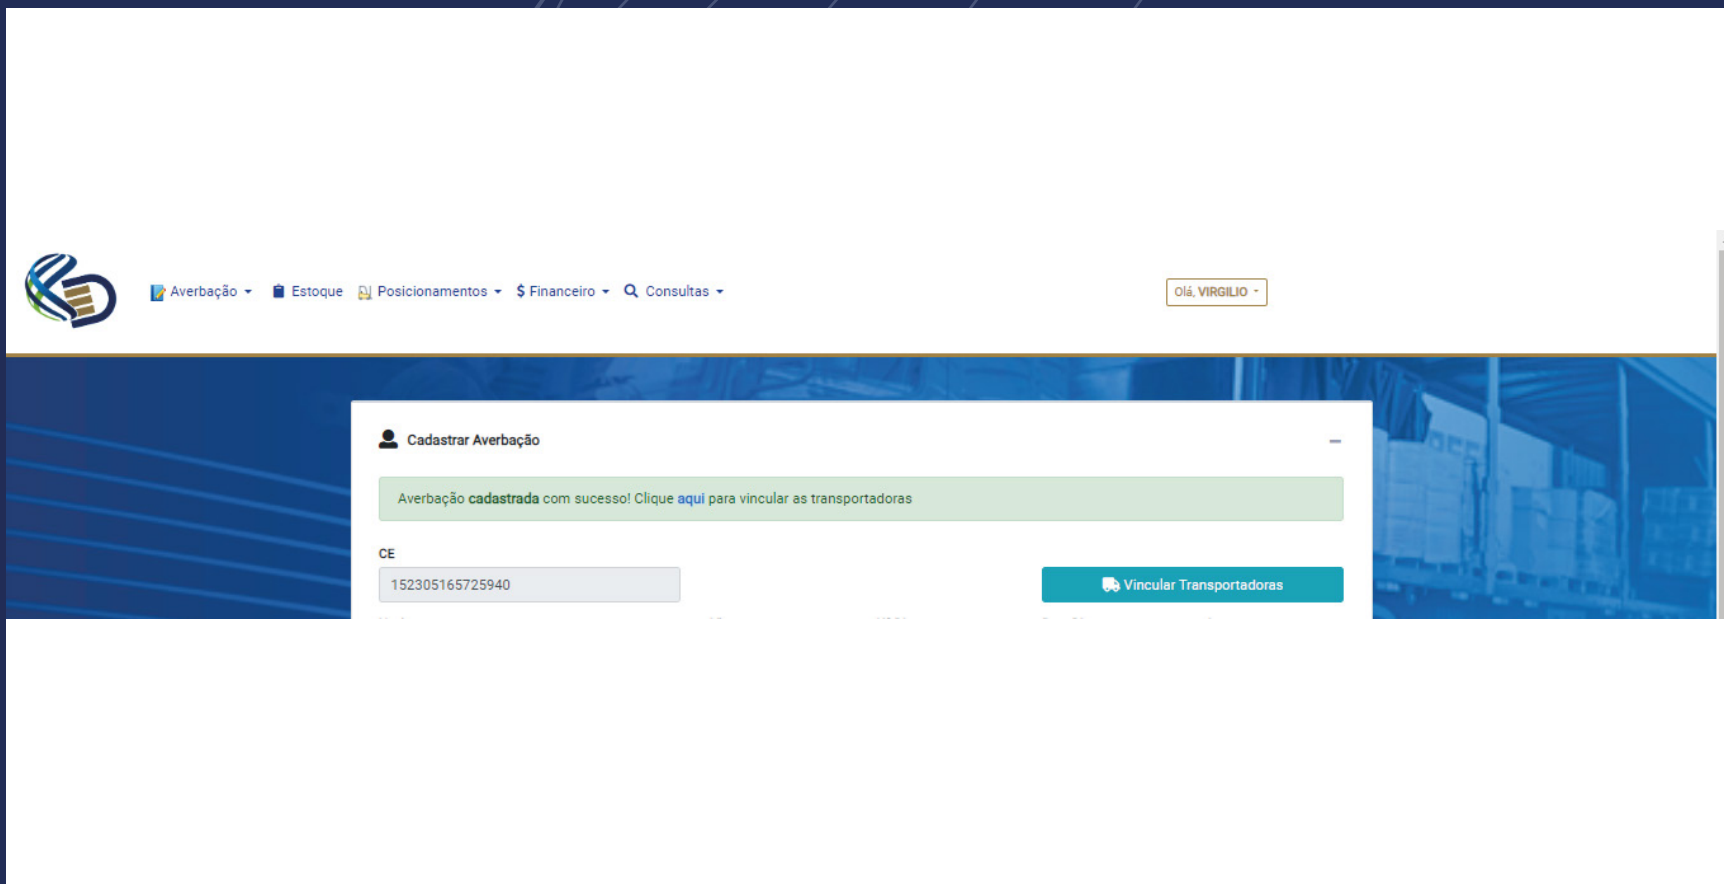 Averbação Estoque Posicionamentos $ Financeiro Consultas
Olá, VIRGILIO
Cadastrar Averbação
Averbação cadastrada com sucesso! Clique aqui para vincular as transportadoras
CE
152305165725940
Vincular Transportadoras